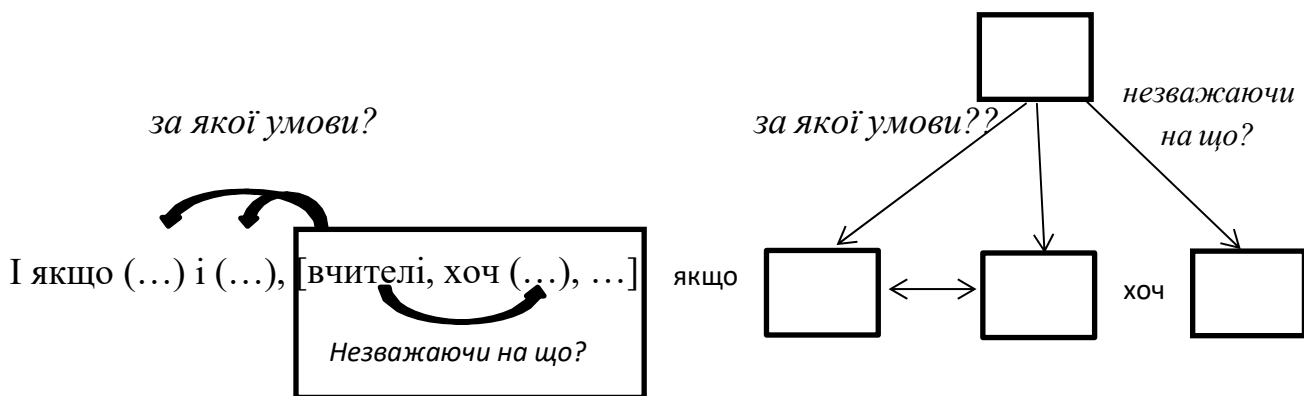 за якої умови?
І якщо (…) і (…), [вчителі, хоч (…), …]
Незважаючи на що?
за якої умови??
незважаючи
на що?
якщо
хоч